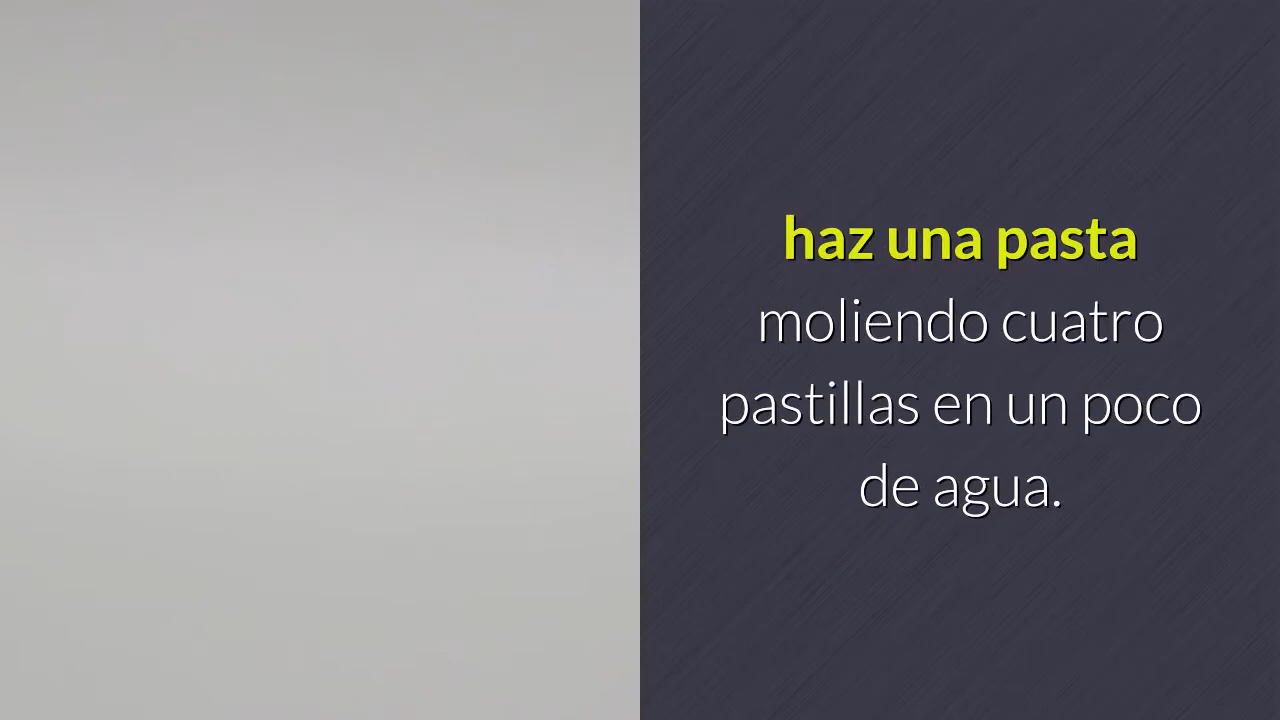 haz una pasta
moliendo cuatro
pastillas en un poco
de agua.